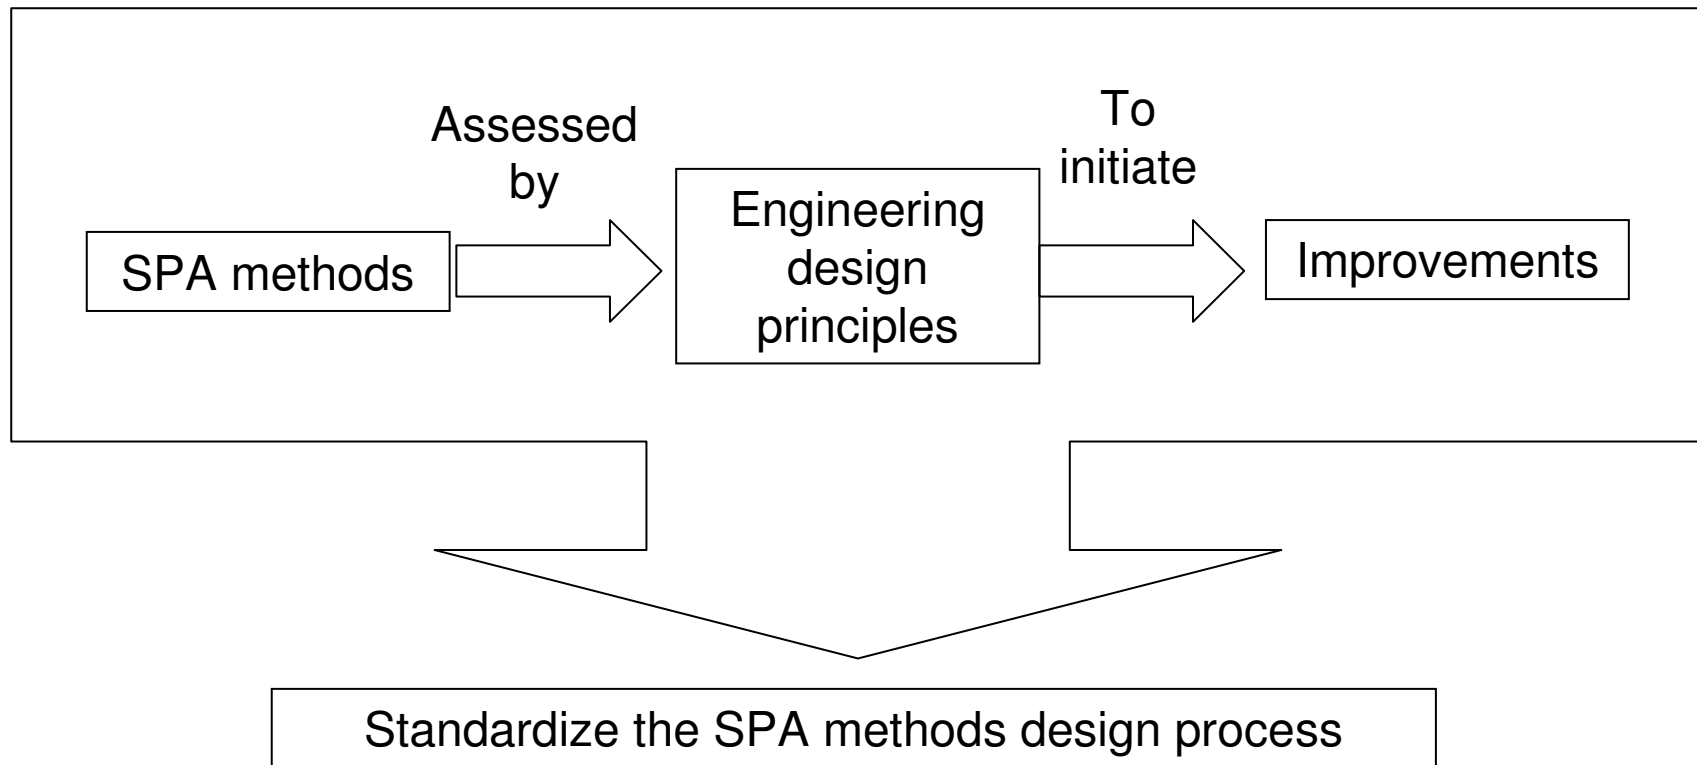 Assessed
by
To
initiate
SPA methods
Engineering
design
principles
Improvements
Standardize the SPA methods design process